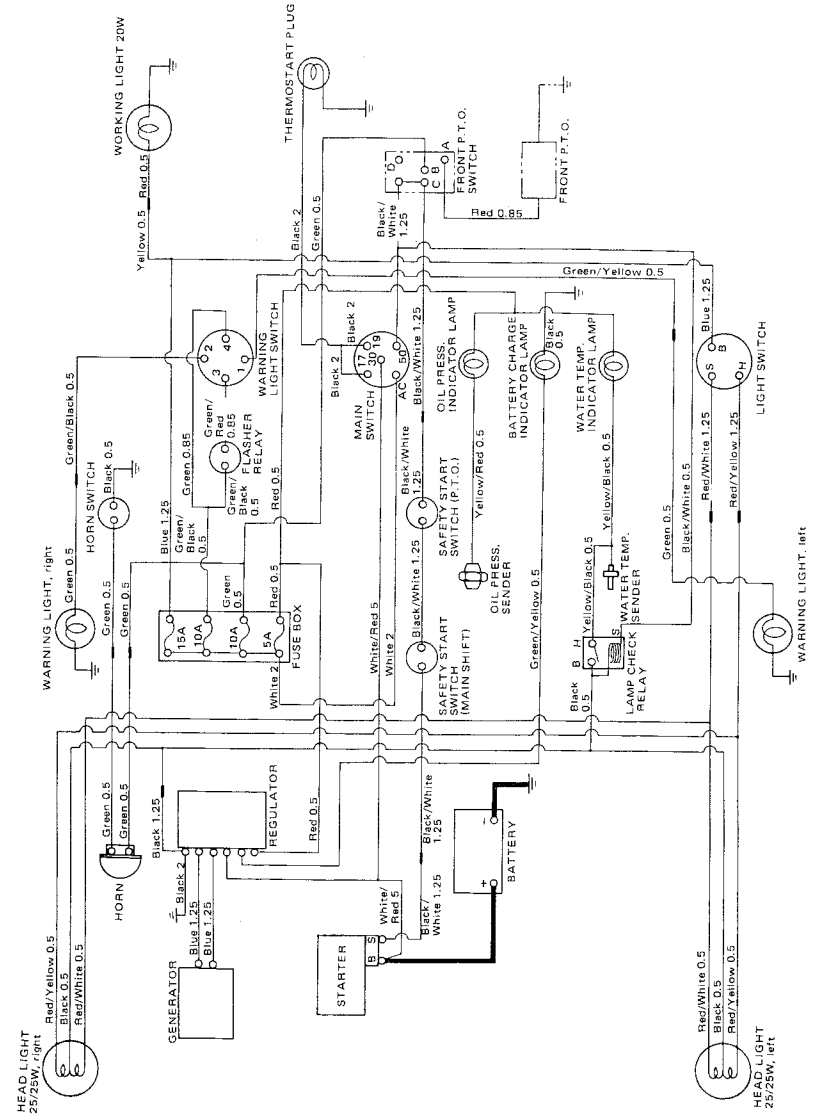 WORKING LIGHT 20W
Red 0.5
Yellow 0.5
THERMOSTART PLUG
Black 2
Green 0.5
FRONT P.T.O.
SWITCH
A
B
C
D
FRONT P.T.O.
Red 0.85
Black/
White
1.25
Green/Yellow 0.5
Blue 1.25
LIGHT SWITCH
S
B
H
Red/White 1.25
Red/Yellow 1.25
Green/Black 0.5
2
4
3
1
WARNING
LIGHT SWITCH
Green 0.85
Green/
Red
0.85
FLASHER
RELAY
Green/
Black
0.5
Red 0.5
Black 2
Black 2
17
30
19
50
AC
MAIN
SWITCH
Black/White 1.25
OIL PRESS.
INDICATOR LAMP
BATTERY CHARGE
INDICATOR LAMP
Black
0.5
WATER TEMP.
INDICATOR LAMP
HORN SWITCH
Black 0.5
Blue 1.25
Green/
Black
0.5
Green
0.5
Red 0.5
Black/White
1.25
SAFETY START
SWITCH (P.T.O.)
Black/White 1.25
Yellow/Red 0.5
OIL PRESS.
SENDER
Yellow/Black 0.5
Yellow/Black 0.5
WATER TEMP.
SENDER
Green 0.5
Black/White 0.5
WARNING LIGHT, right
Green 0.5
Green 0.5
Green 0.5
15A
10A
10A
5A
FUSE BOX
White 2
White/Red 5
White 2
SAFETY START
SWITCH
(MAIN SHIFT)
Green/Yellow 0.5
B
H
S
LAMP CHECK
RELAY
Black
0.5
WARNING LIGHT, left
HORN
Green 0.5
Green 0.5
Black 1.25
REGULATOR
Red 0.5
Black 2
Blue 1.25
Blue 1.25
GENERATOR
White/
Red 5
Black/White
1.25
Black/
White 1.25
STARTER
B
S
BATTERY
+
−
HEAD LIGHT
25/25W, right
Red/Yellow 0.5
Black 0.5
Red/White 0.5
Red/White 0.5
Black 0.5
Red/Yellow 0.5
HEAD LIGHT
25/25W, left